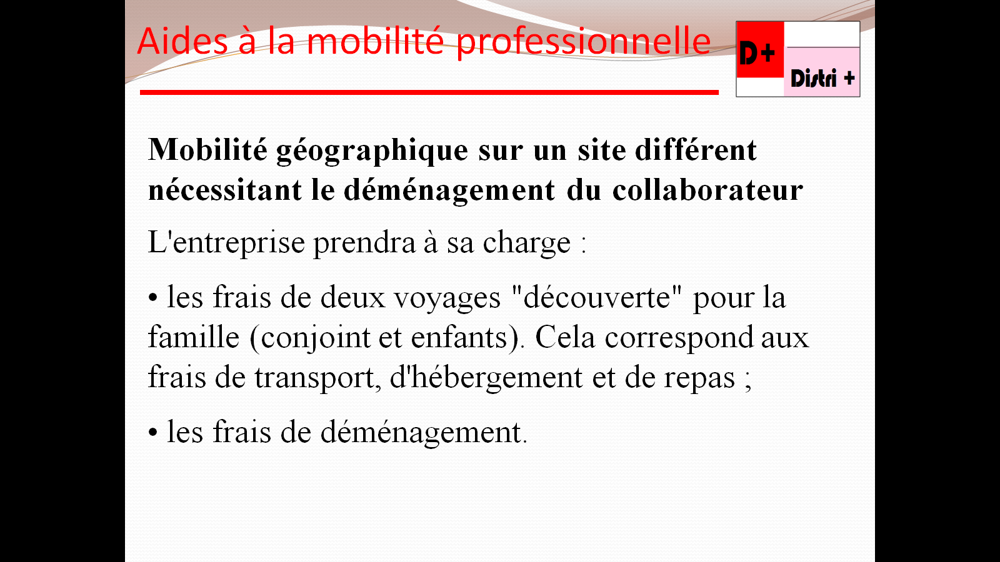 Aides à la mobilité professionnelle
D+
Distri +
Mobilité géographique sur un site différent
nécessitant le déménagement du collaborateur
L'entreprise prendra à sa charge :
• les frais de deux voyages "découverte" pour la
famille (conjoint et enfants). Cela correspond aux
frais de transport, d'hébergement et de repas ;
• les frais de déménagement.